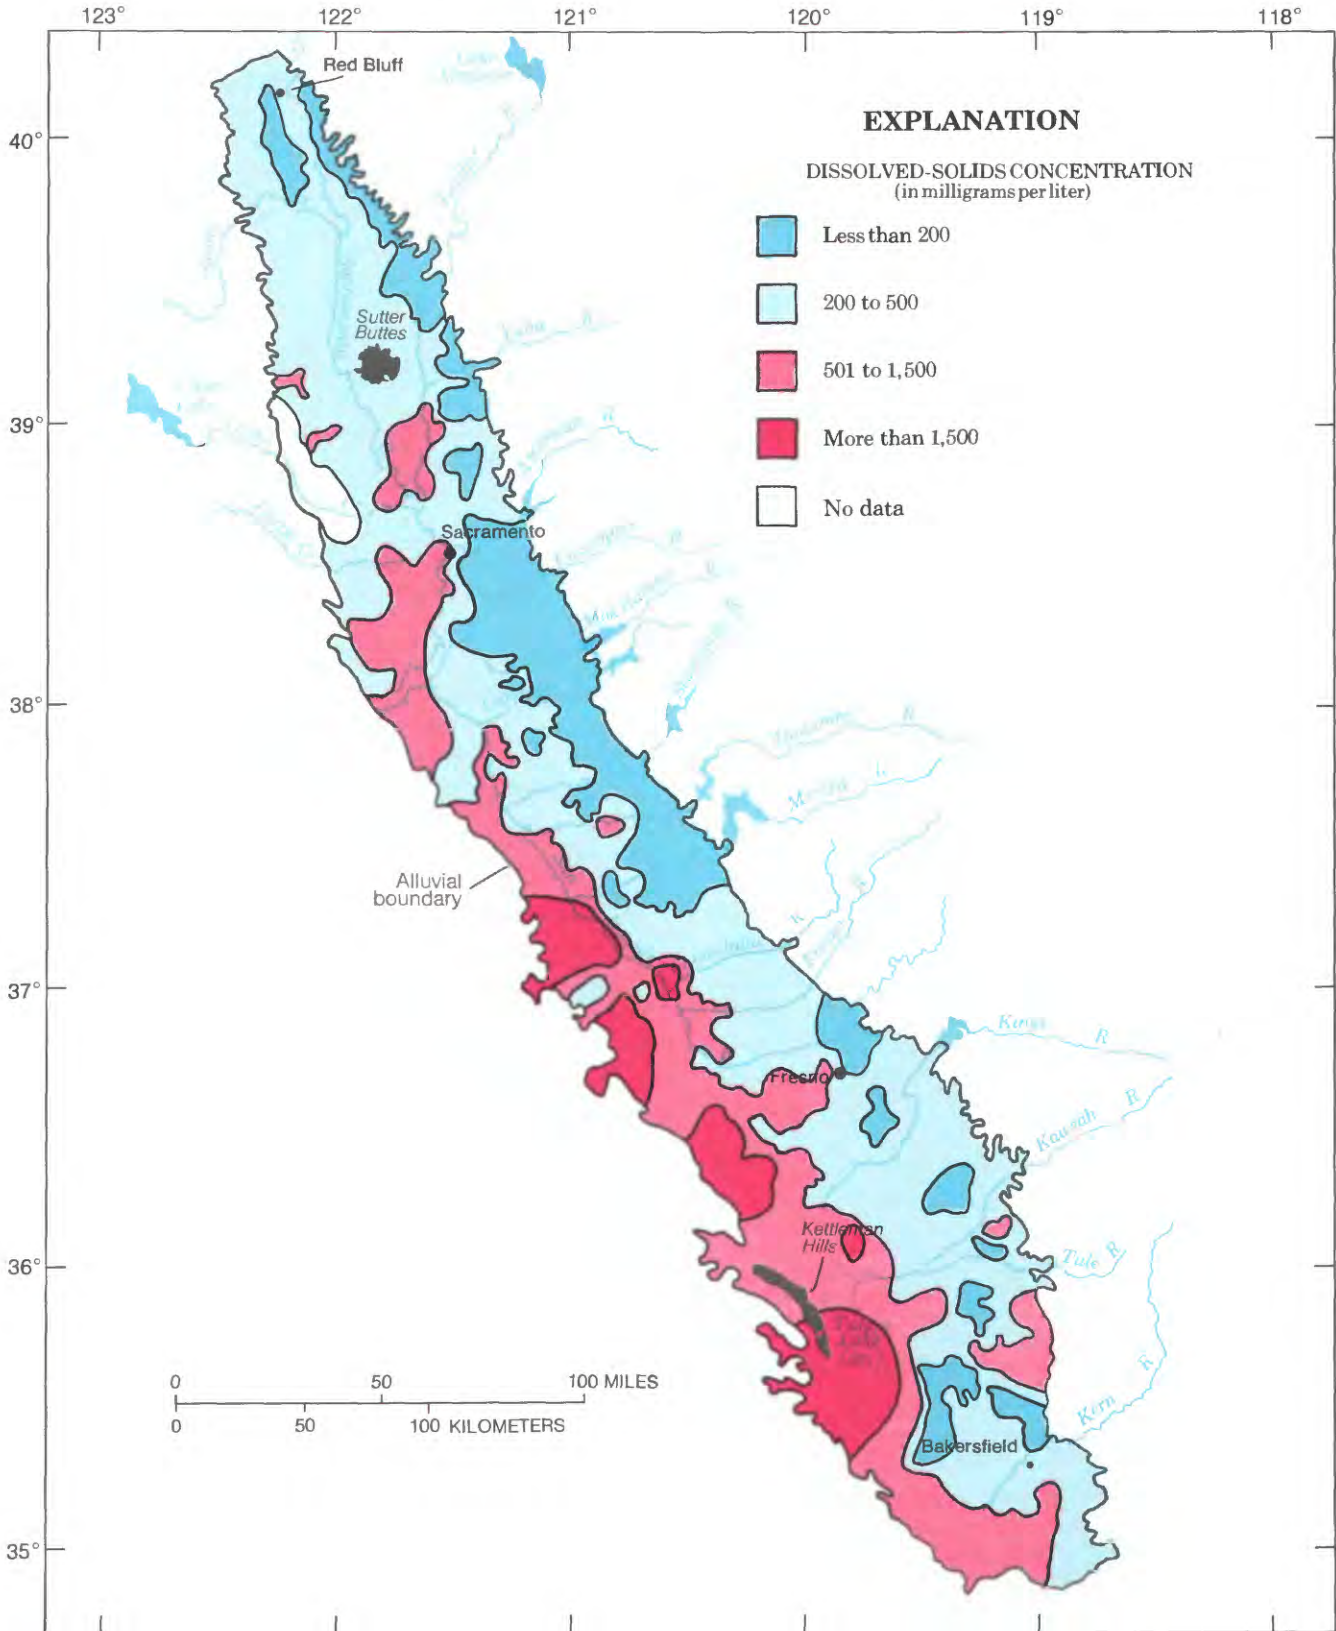 123° 122° 121° 120° 119° 118°
Red Bluff
40°
EXPLANATION
DISSOLVED-SOLIDS CONCENTRATION
(in milligrams per liter)
Less than 200
200 to 500
501 to 1,500
More than 1,500
No data
Sutter
Buttes
R
39°
R
Sacramento
R
R
38°
R
R
Alluvial
boundary
R
R
37°
Kings
R
Fresno
R
Kaweah
Kettleman
Hills
36°
Tule R
0 50 100 MILES
0 50 100 KILOMETERS
R
Kern
Bakersfield
35°